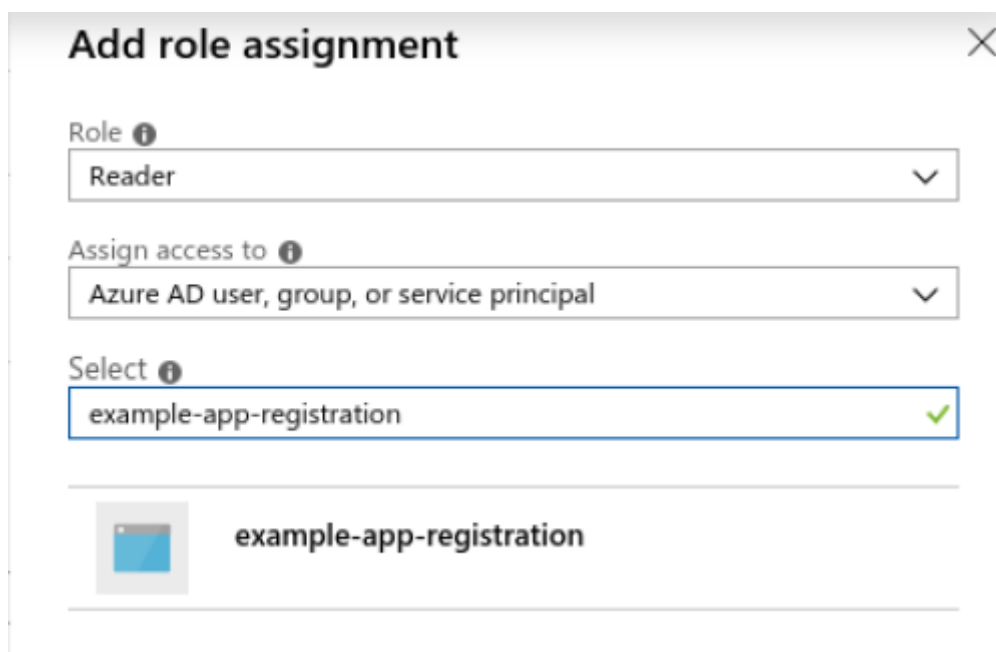 Add role assignment
Role
Reader
Assign access to
Azure AD user, group, or service principal
Select
example-app-registration
example-app-registration